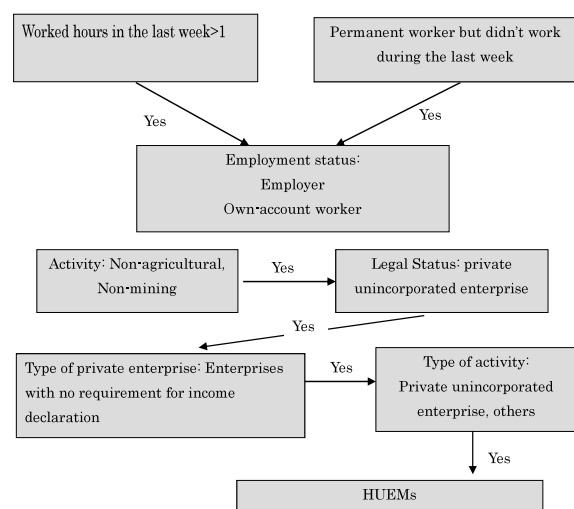 Worked hours in the last week>1
Permanent worker but didn't work
during the last week
Yes
Yes
Employment status:
Employer
Own-account worker
Activity: Non-agricultural,
Non-mining
Yes
Legal Status: private
unincorporated enterprise
Yes
Type of private enterprise: Enterprises
with no requirement for income
declaration
Yes
Type of activity:
Private unincorporated
enterprise, others
Yes
HUEMs